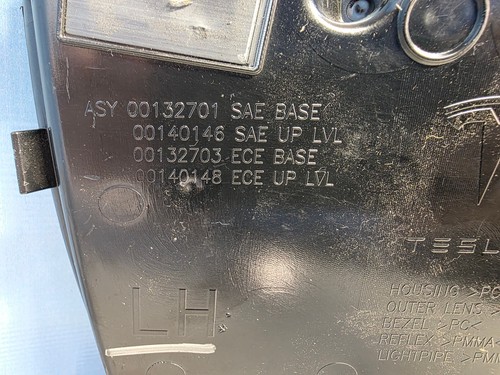 ASY 00132701 SAE BASE
00140146 SAE UP LVL
00132703 ECE BASE
00140148 ECE UP LVL
TESL
HOUSING >PC
OUTER LENS >
BEZEL >PC<
REFLEX >PMMA<
LIGHTPIPE >PMM
LH